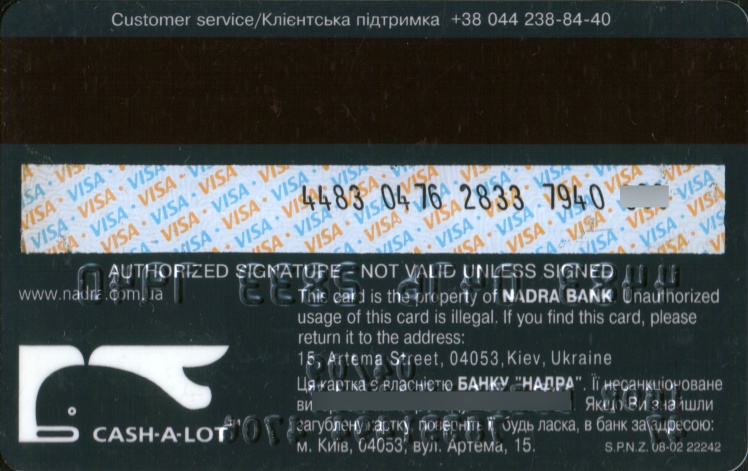 Customer service/Клієнтська підтримка +38 044 238-84-40
VISA
4483 0476 2833 7940
AUTHORIZED SIGNATURE NOT VALID UNLESS SIGNED
www.nadra.com.ua
This card is the property of NADRA BANK. Unauthorized
usage of this card is illegal. If you find this card, please
return it to the address:
15, Artema Street, 04053, Kiev, Ukraine
Ця картка є власністю БАНКУ "НАДРА". Її несанкціоноване
ви Якщо Ви знайшли
загублену картку, поверніть її, будь ласка, в банк за адресою:
м. Київ, 04053, вул. Артема, 15.
S.P.N.Z. 08-02 22242
CASH-A-LOT